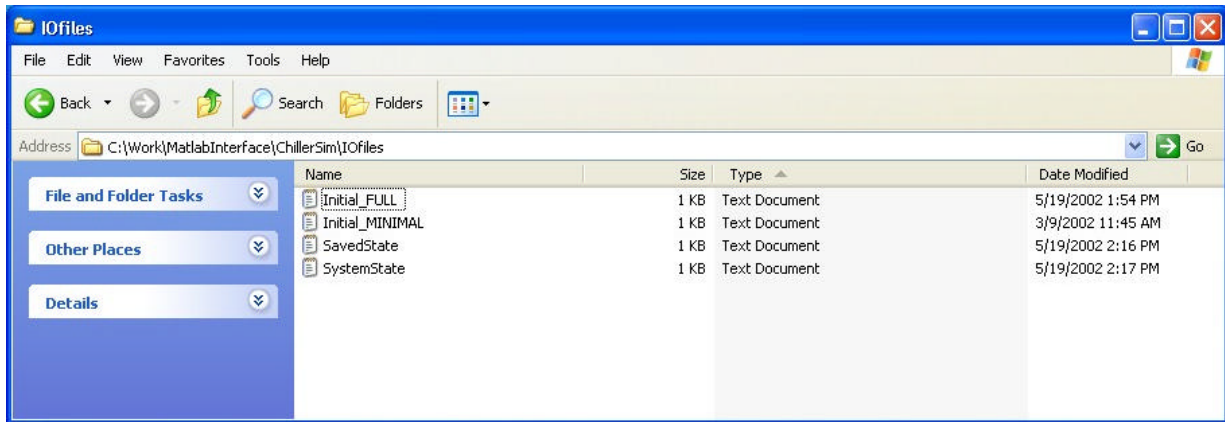 IOfiles
File Edit View Favorites Tools Help
Back Search Folders
Address C:\Work\MatlabInterface\ChillerSim\IOfiles Go
Name Size Type Date Modified
File and Folder Tasks
Initial_FULL 1 KB Text Document 5/19/2002 1:54 PM
Initial_MINIMAL 1 KB Text Document 3/9/2002 11:45 AM
Other Places
SavedState 1 KB Text Document 5/19/2002 2:16 PM
SystemState 1 KB Text Document 5/19/2002 2:17 PM
Details